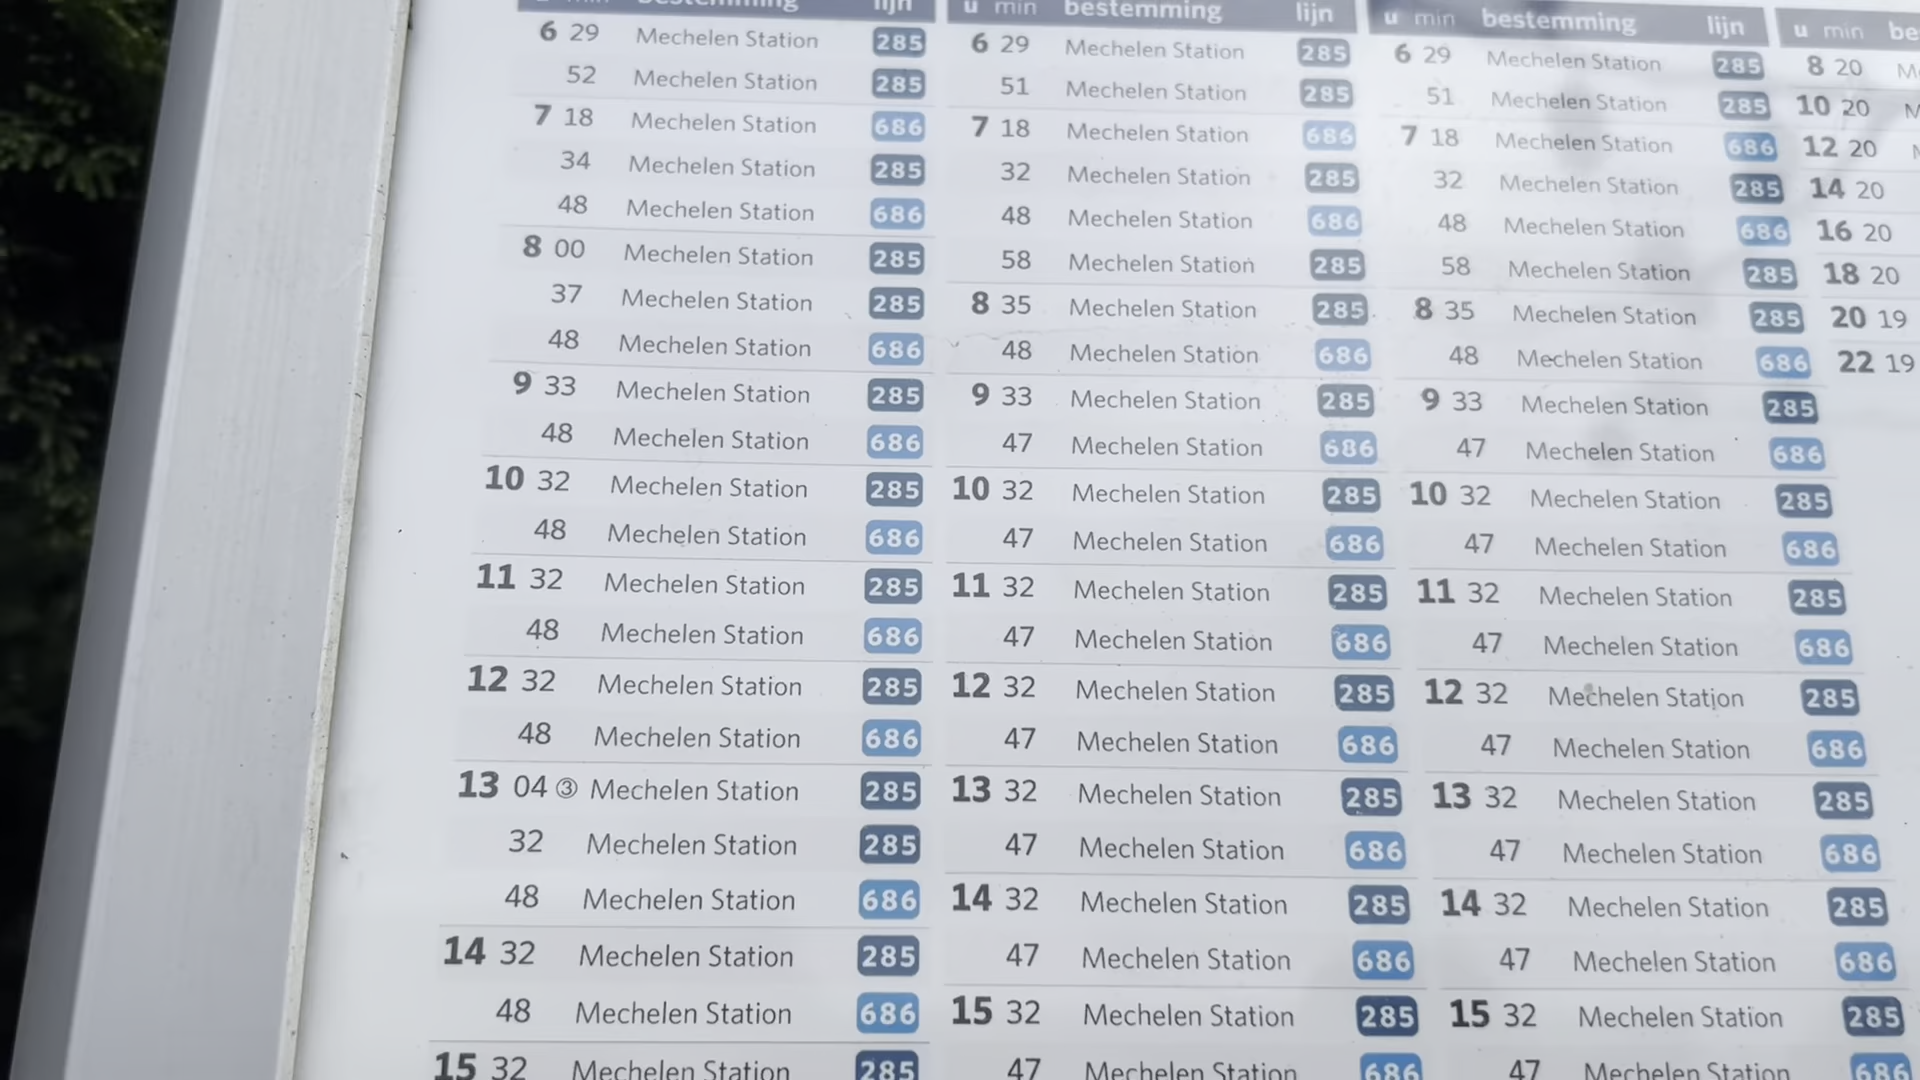 u min bestemming lijn
6 29 Mechelen Station 285
52 Mechelen Station 285
7 18 Mechelen Station 686
34 Mechelen Station 285
48 Mechelen Station 686
8 00 Mechelen Station 285
37 Mechelen Station 285
48 Mechelen Station 686
9 33 Mechelen Station 285
48 Mechelen Station 686
10 32 Mechelen Station 285
48 Mechelen Station 686
11 32 Mechelen Station 285
48 Mechelen Station 686
12 32 Mechelen Station 285
48 Mechelen Station 686
13 04 ③ Mechelen Station 285
32 Mechelen Station 285
48 Mechelen Station 686
14 32 Mechelen Station 285
48 Mechelen Station 686
15 32 Mechelen Station 285
u min bestemming lijn
6 29 Mechelen Station 285
51 Mechelen Station 285
7 18 Mechelen Station 686
32 Mechelen Station 285
48 Mechelen Station 686
58 Mechelen Station 285
8 35 Mechelen Station 285
48 Mechelen Station 686
9 33 Mechelen Station 285
47 Mechelen Station 686
10 32 Mechelen Station 285
47 Mechelen Station 686
11 32 Mechelen Station 285
47 Mechelen Station 686
12 32 Mechelen Station 285
47 Mechelen Station 686
13 32 Mechelen Station 285
47 Mechelen Station 686
14 32 Mechelen Station 285
47 Mechelen Station 686
15 32 Mechelen Station 285
47 Mechelen Station 686
u min bestemming lijn
6 29 Mechelen Station 285
51 Mechelen Station 285
7 18 Mechelen Station 686
32 Mechelen Station 285
48 Mechelen Station 686
58 Mechelen Station 285
8 35 Mechelen Station 285
48 Mechelen Station 686
9 33 Mechelen Station 285
47 Mechelen Station 686
10 32 Mechelen Station 285
47 Mechelen Station 686
11 32 Mechelen Station 285
47 Mechelen Station 686
12 32 Mechelen Station 285
47 Mechelen Station 686
13 32 Mechelen Station 285
47 Mechelen Station 686
14 32 Mechelen Station 285
47 Mechelen Station 686
15 32 Mechelen Station 285
47 Mechelen Station 686
u min be
8 20 M
10 20 M
12 20
14 20
16 20
18 20
20 19
22 19